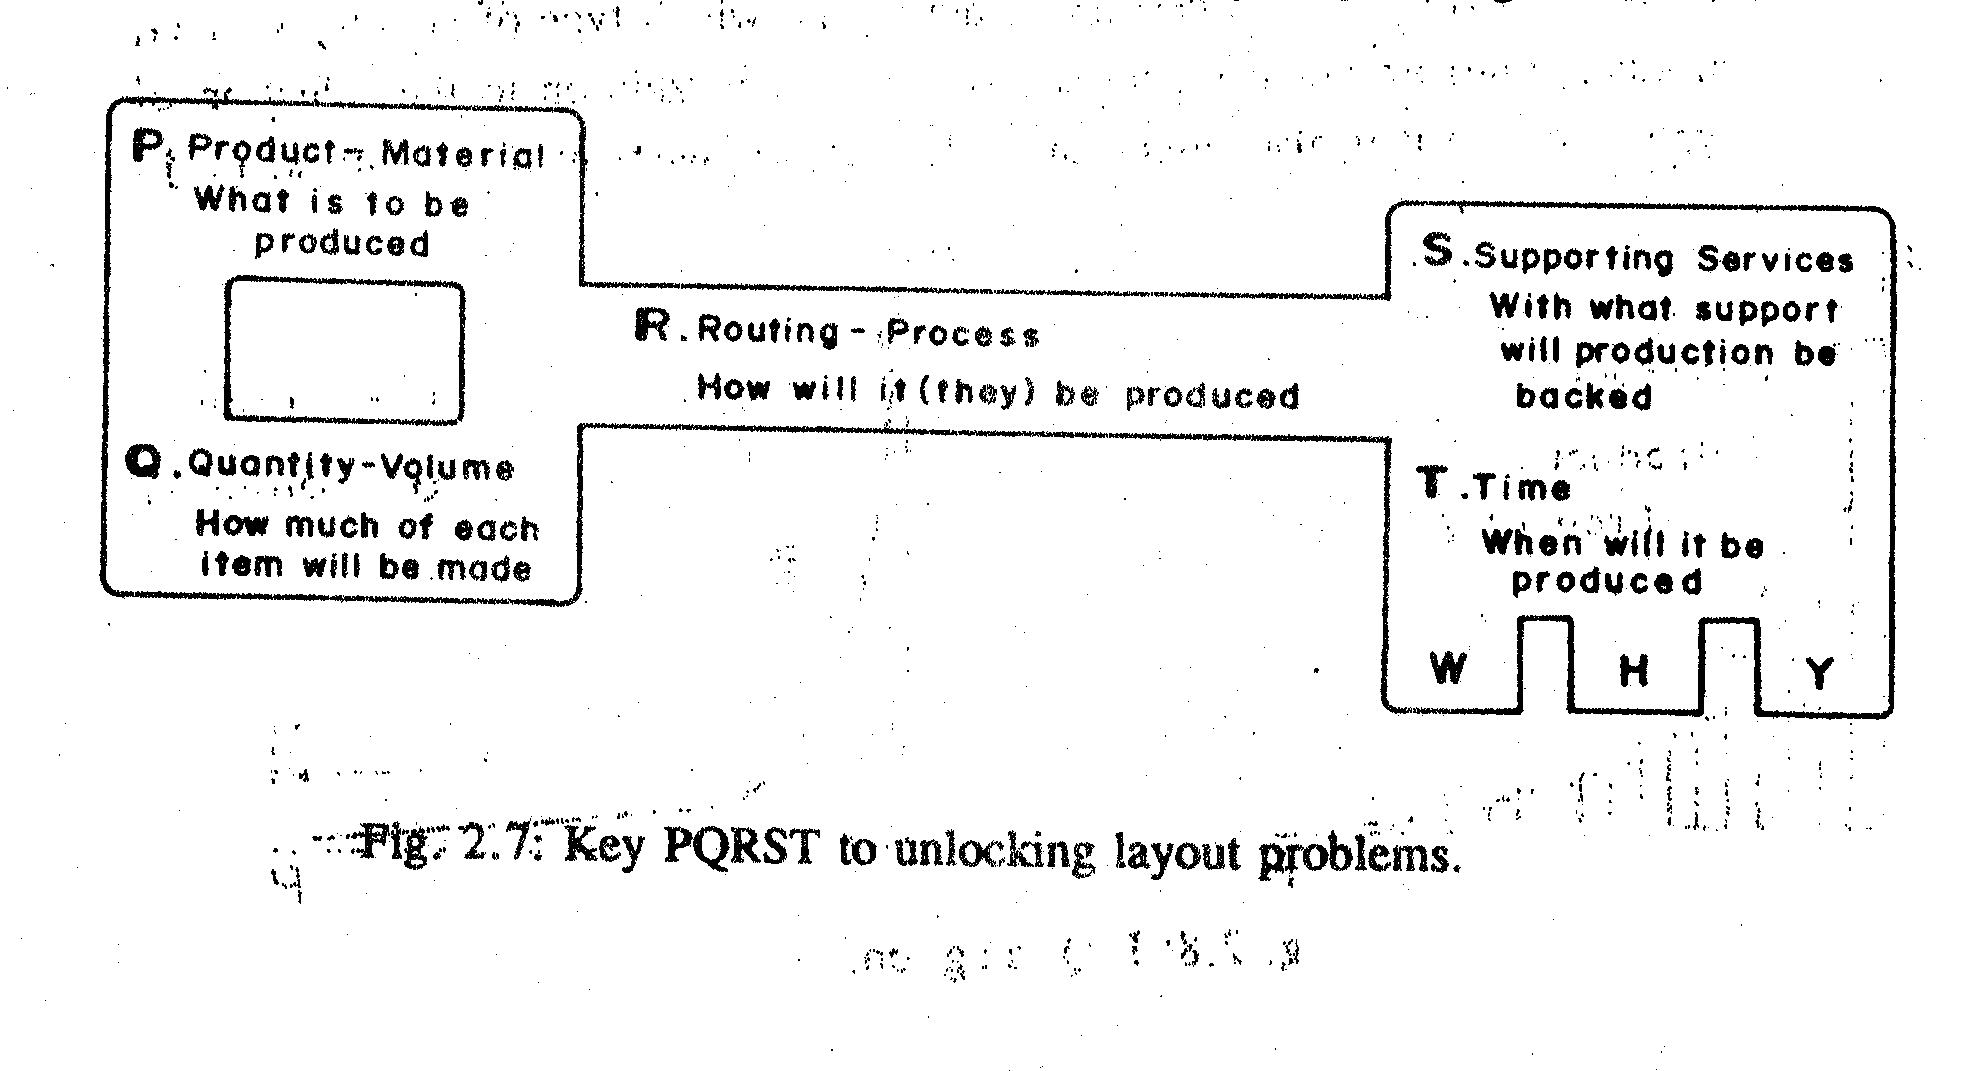 P. Product- Material
What is to be
produced
Q. Quantity-Volume
How much of each
item will be made
R. Routing - Process
How will it (they) be produced
S. Supporting Services
With what support
will production be
backed
T. Time
When will it be
produced
W H Y
Fig. 2.7: Key PQRST to unlocking layout problems.